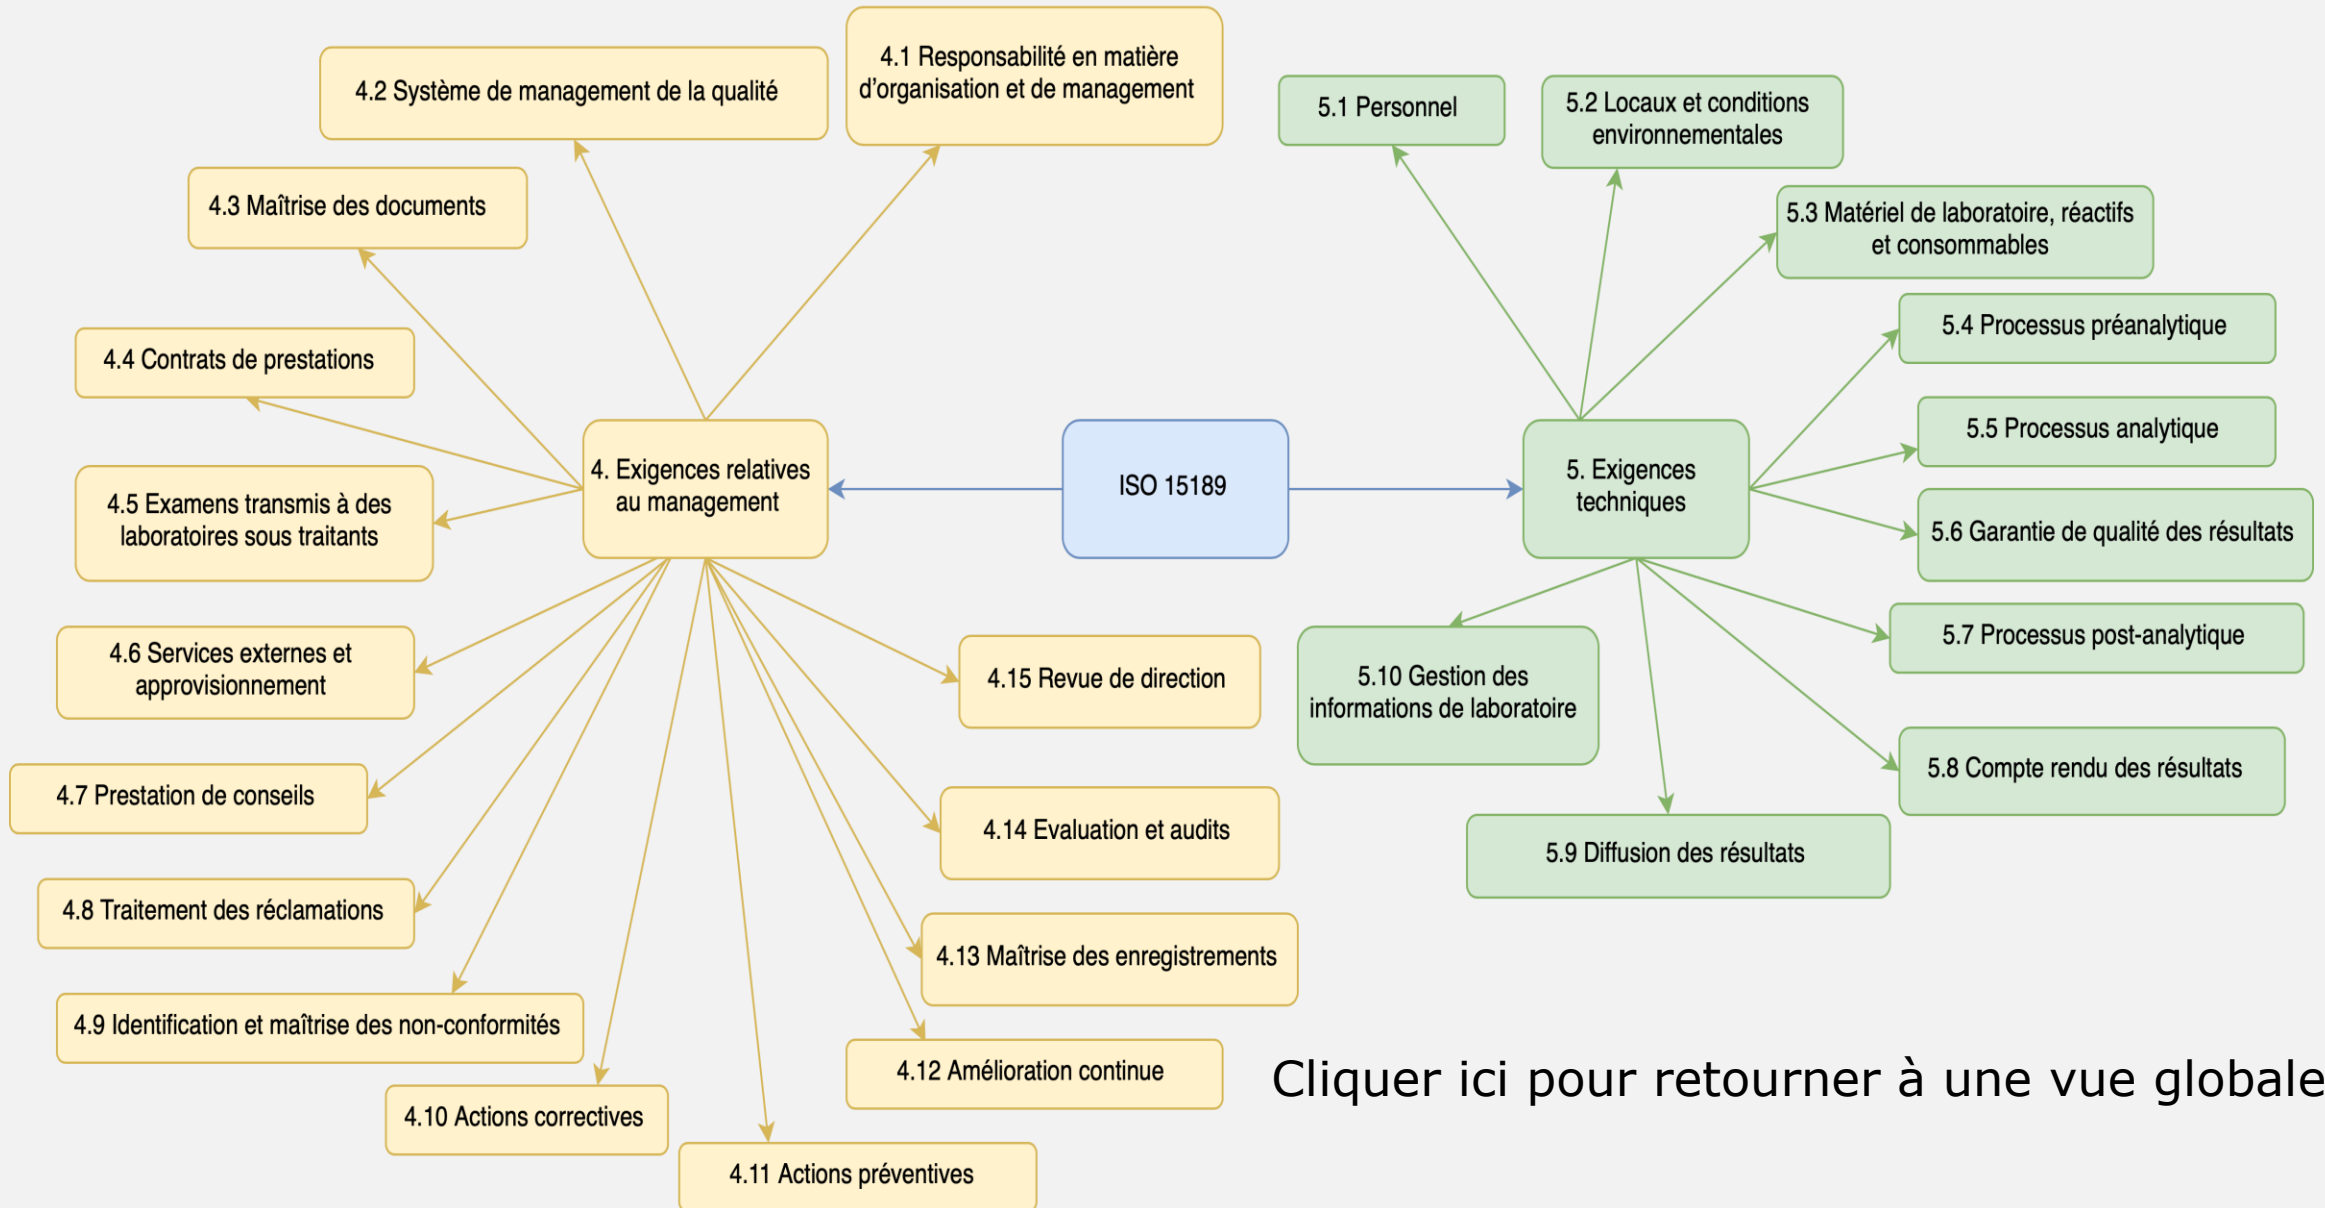 4.1 Responsabilité en matière
d'organisation et de management
4.2 Système de management de la qualité
4.3 Maîtrise des documents
4.4 Contrats de prestations
4.5 Examens transmis à des
laboratoires sous traitants
4.6 Services externes et
approvisionnement
4.7 Prestation de conseils
4.8 Traitement des réclamations
4.9 Identification et maîtrise des non-conformités
4.10 Actions correctives
4.11 Actions préventives
4.12 Amélioration continue
4.13 Maîtrise des enregistrements
4.14 Evaluation et audits
4.15 Revue de direction
4. Exigences relatives
au management
ISO 15189
5. Exigences
techniques
5.1 Personnel
5.2 Locaux et conditions
environnementales
5.3 Matériel de laboratoire, réactifs
et consommables
5.4 Processus préanalytique
5.5 Processus analytique
5.6 Garantie de qualité des résultats
5.7 Processus post-analytique
5.8 Compte rendu des résultats
5.9 Diffusion des résultats
5.10 Gestion des
informations de laboratoire
Cliquer ici pour retourner à une vue globale